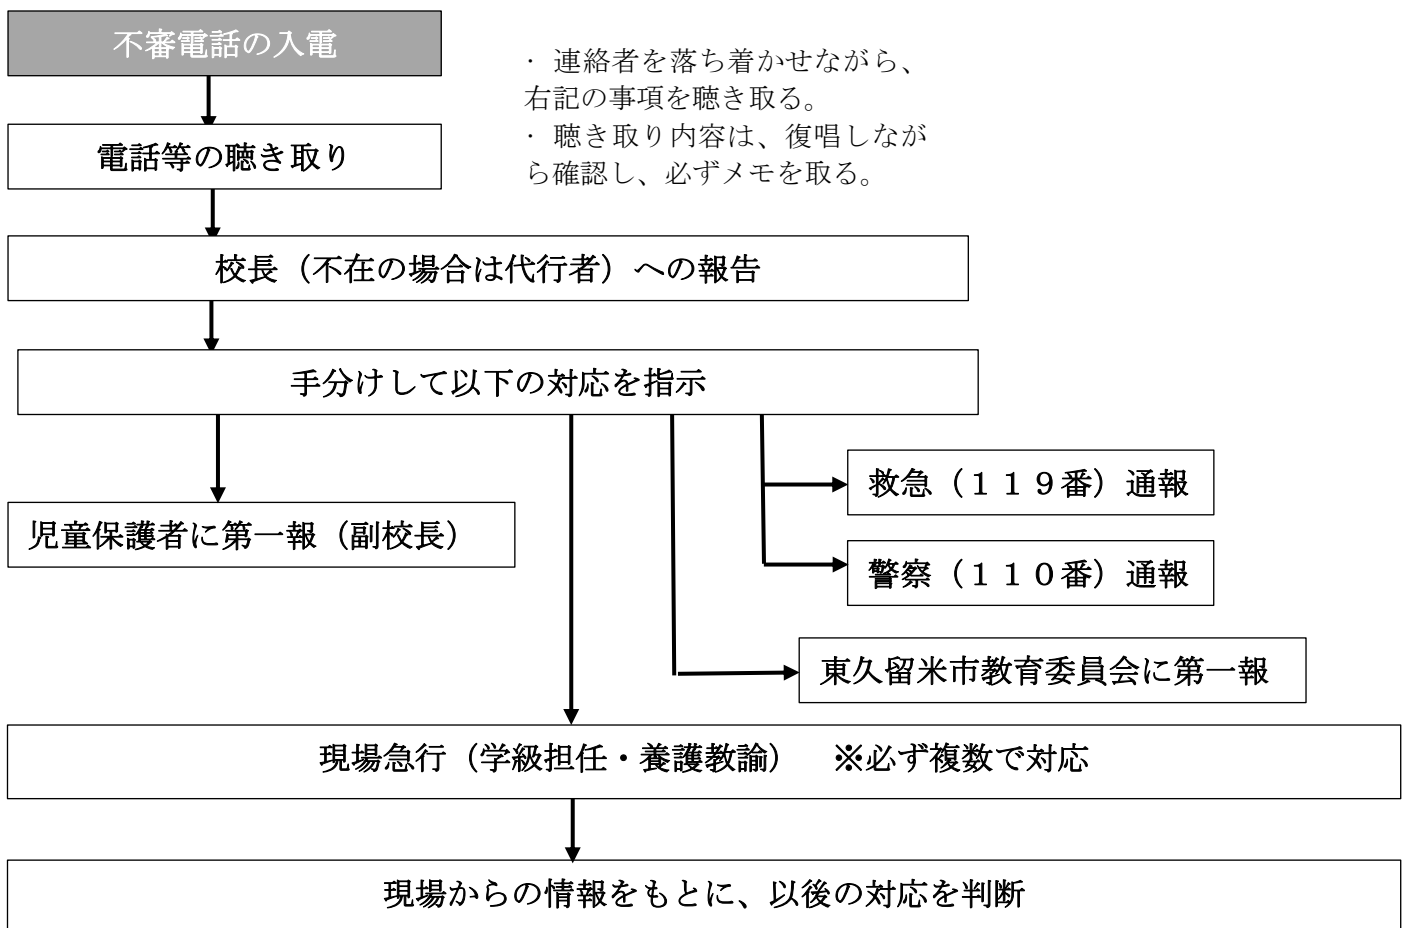 不審電話の入電
・ 連絡者を落ち着かせながら、
右記の事項を聴き取る。
・ 聴き取り内容は、復唱しなが
ら確認し、必ずメモを取る。
電話等の聴き取り
校長（不在の場合は代行者）への報告
手分けして以下の対応を指示
救急（１１９番）通報
児童保護者に第一報（副校長）
警察（１１０番）通報
東久留米市教育委員会に第一報
現場急行（学級担任・養護教諭）　※必ず複数で対応
現場からの情報をもとに、以後の対応を判断